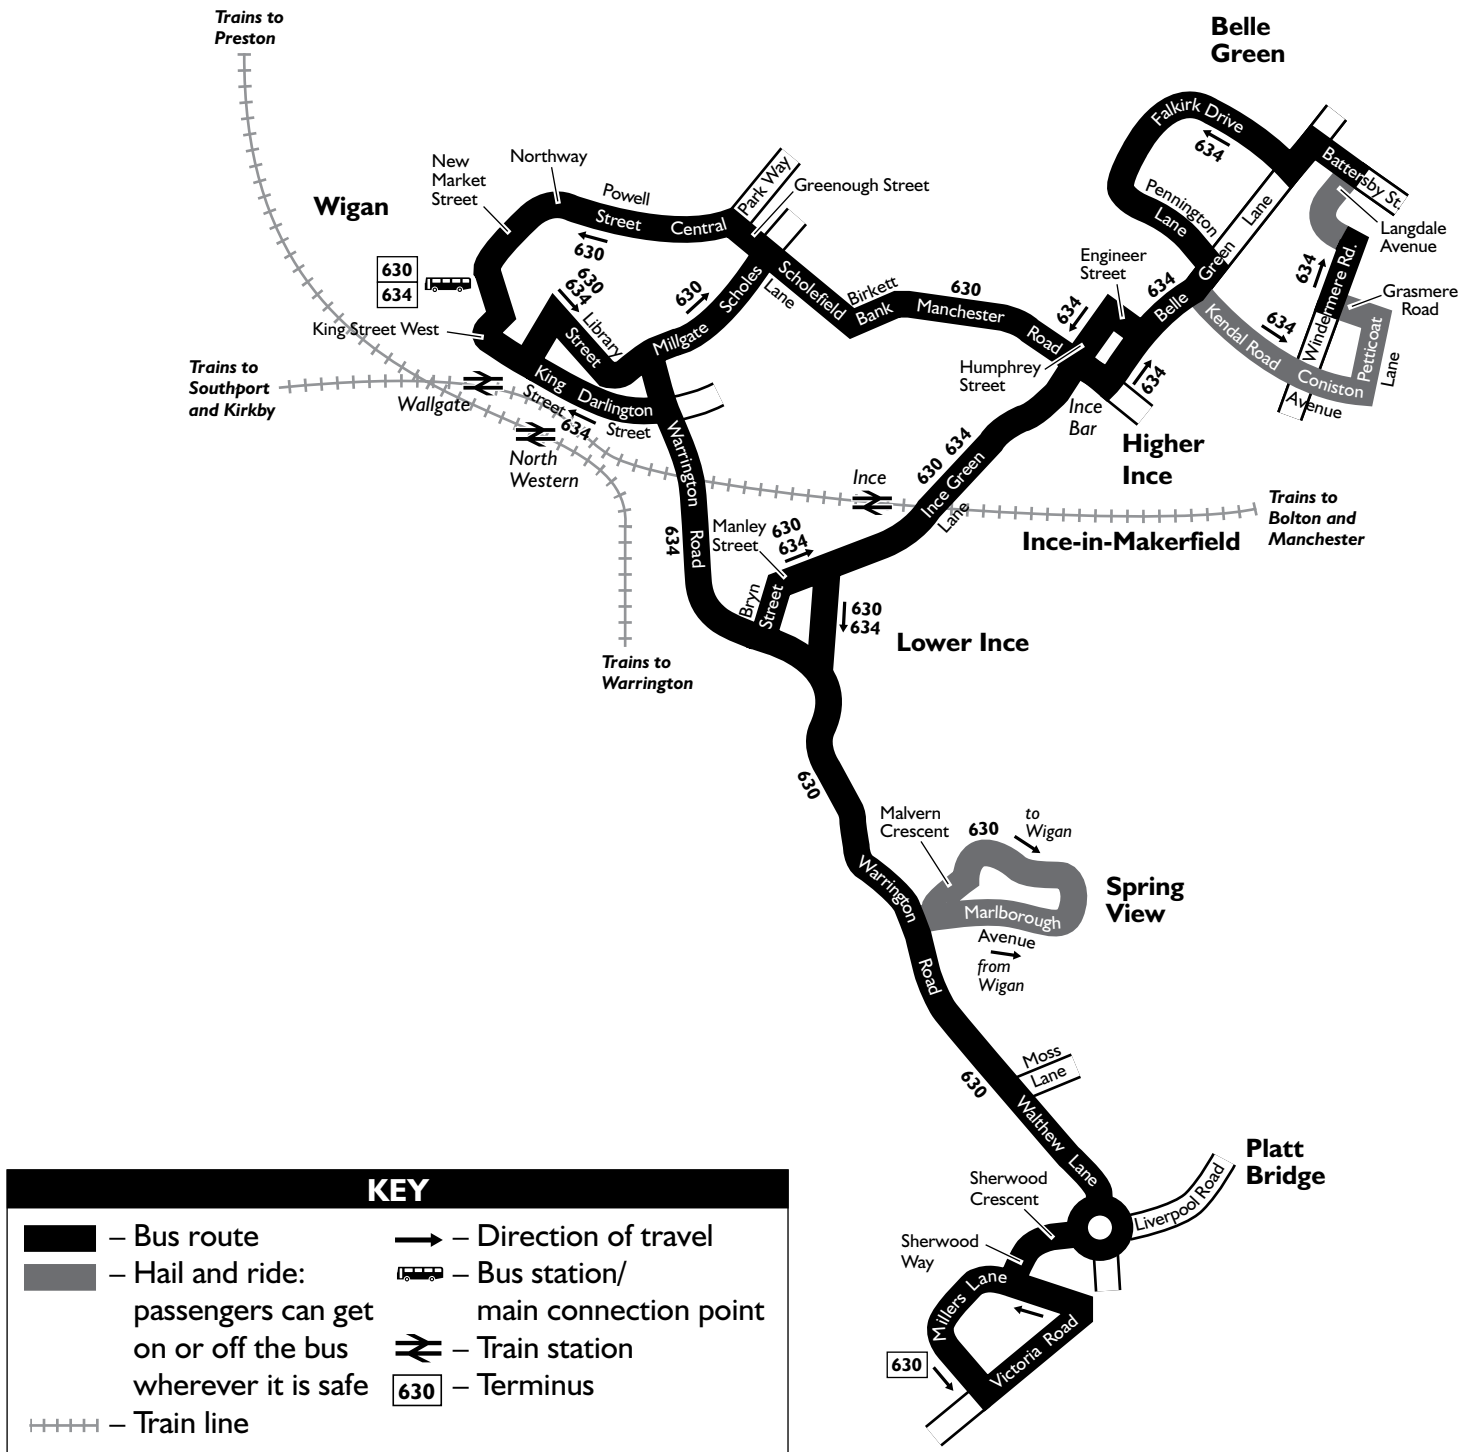 Trains to
Preston
Belle
Green
Wigan
New
Market
Street
Northway
Powell
Street
Central
Park Way
Greenough Street
630
630
634
King Street West
630
634
Library
Street
630
Millgate
Scholes
Scholefield
Lane
Birkett
Bank
630
Manchester
Road
Falkirk Drive
634
Battersby St.
Langdale
Avenue
Pennington
Lane
Belle
Green
Lane
Engineer
Street
634
634
634
Windermere Rd.
Grasmere
Road
Petticoat
Lane
634
Kendal Road
Coniston
Avenue
Humphrey
Street
634
Ince
Bar
Higher
Ince
Trains to
Southport
and Kirkby
Wallgate
King
Street
Darlington
Street
634
North
Western
Warrington
Road
634
Ince
630 634
Ince Green
Lane
Trains to
Bolton and
Manchester
Ince-in-Makerfield
Manley
Street
630
634
Bryn
Street
630
634
Lower Ince
Trains to
Warrington
630
Malvern
Crescent
630
to
Wigan
Spring
View
Marlborough
Avenue
from
Wigan
Warrington
Road
630
Moss
Lane
Walthew
Lane
Platt
Bridge
Liverpool Road
Sherwood
Crescent
Sherwood
Way
Millers Lane
Victoria Road
630
KEY
– Bus route
– Hail and ride:
passengers can get
on or off the bus
wherever it is safe
– Train line
– Direction of travel
– Bus station/
main connection point
– Train station
630 – Terminus